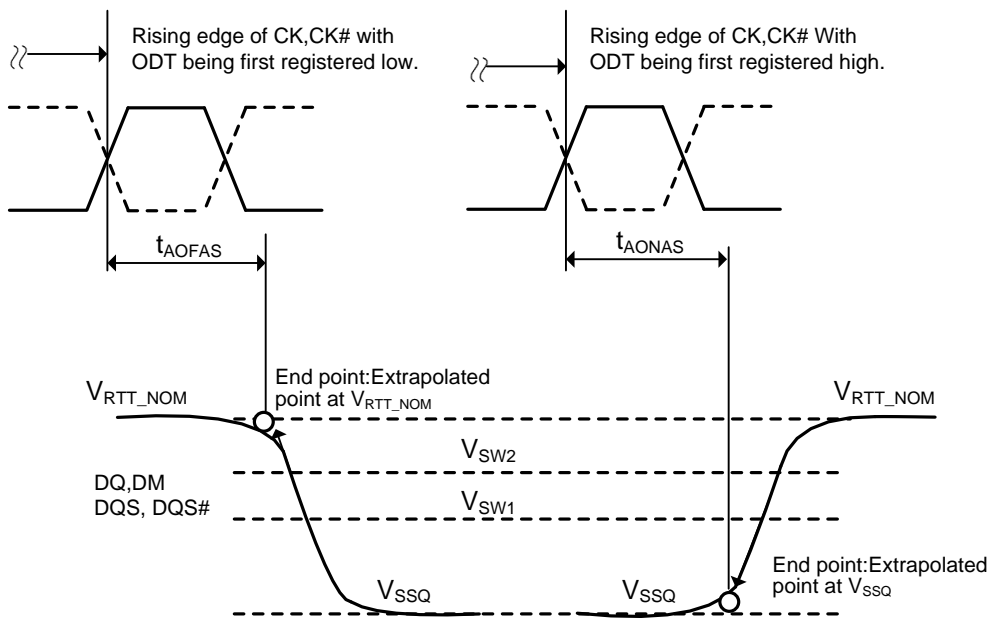 Rising edge of CK,CK# with
ODT being first registered low.
Rising edge of CK,CK# With
ODT being first registered high.
tAOFAS
tAONAS
End point:Extrapolated
point at VRTT_NOM
VRTT_NOM
VRTT_NOM
VSW2
DQ,DM
DQS, DQS#
VSW1
End point:Extrapolated
point at VSSQ
VSSQ
VSSQ